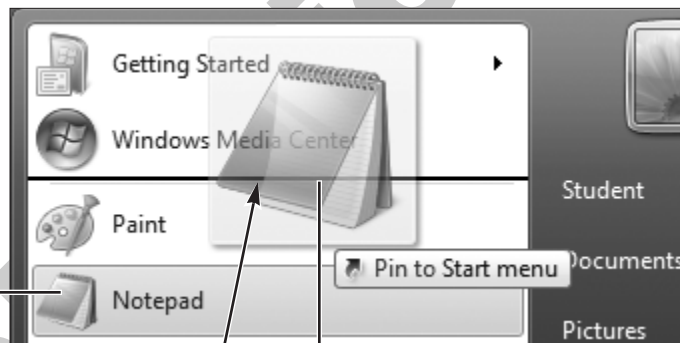 Getting Started
Windows Media Center
Student
Paint
Pin to Start menu
Documents
Notepad
Pictures